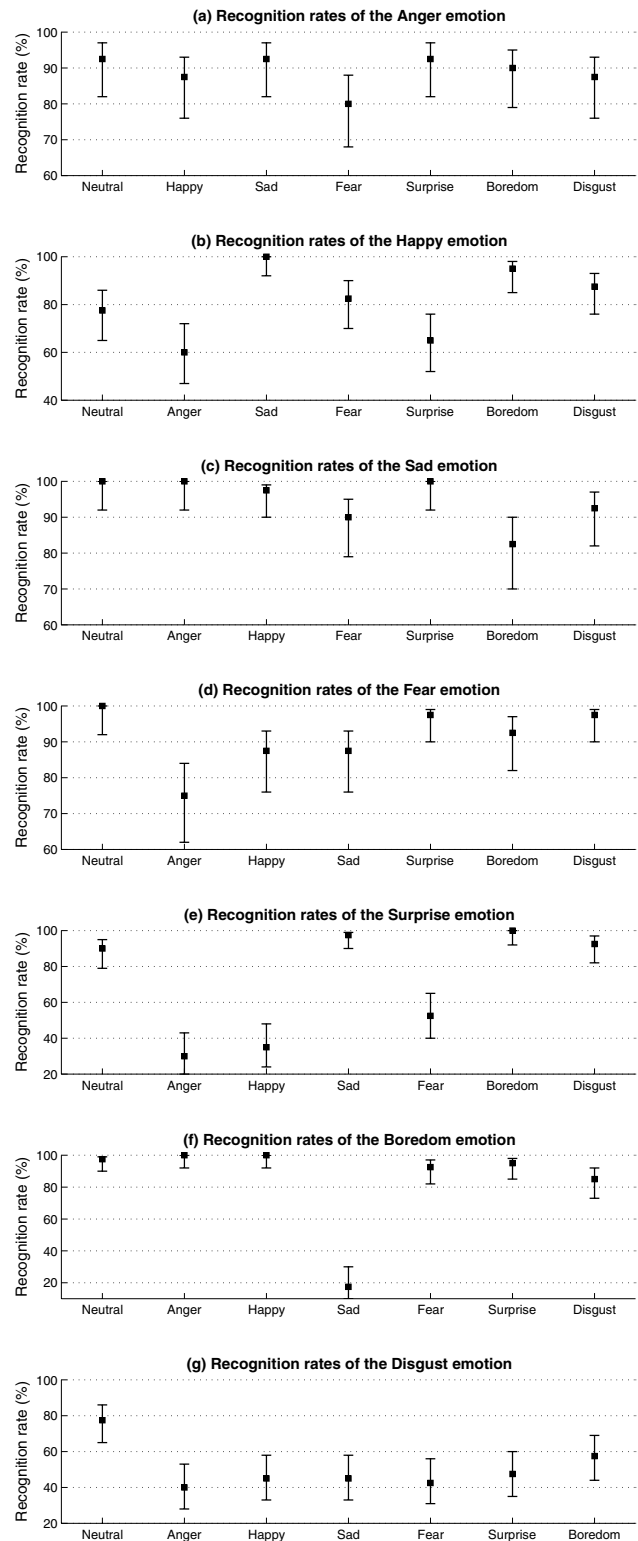 (a) Recognition rates of the Anger emotion
Recognition rate (%)
100
90
80
70
60
Neutral Happy Sad Fear Surprise Boredom Disgust
(b) Recognition rates of the Happy emotion
Recognition rate (%)
100
80
60
40
Neutral Anger Sad Fear Surprise Boredom Disgust
(c) Recognition rates of the Sad emotion
Recognition rate (%)
100
90
80
70
60
Neutral Anger Happy Fear Surprise Boredom Disgust
(d) Recognition rates of the Fear emotion
Recognition rate (%)
100
90
80
70
60
Neutral Anger Happy Sad Surprise Boredom Disgust
(e) Recognition rates of the Surprise emotion
Recognition rate (%)
100
80
60
40
20
Neutral Anger Happy Sad Fear Boredom Disgust
(f) Recognition rates of the Boredom emotion
Recognition rate (%)
100
80
60
40
20
Neutral Anger Happy Sad Fear Surprise Disgust
(g) Recognition rates of the Disgust emotion
Recognition rate (%)
100
80
60
40
20
Neutral Anger Happy Sad Fear Surprise Boredom